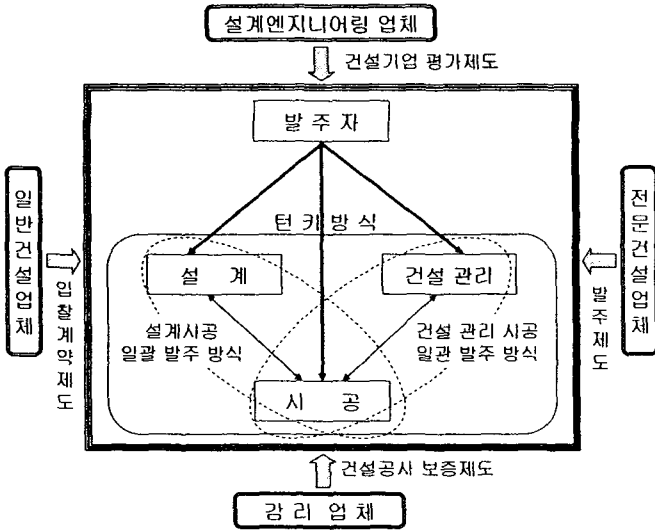 설계엔지니어링 업체
건설기업 평가제도
발 주 자
일반건설업체
입찰계약제도
턴키방식
설 계
건설 관리
설계시공
일괄 발주 방식
건설 관리 시공
일관 발주 방식
시 공
전문건설업체
발주제도
건설공사 보증제도
감 리 업 체